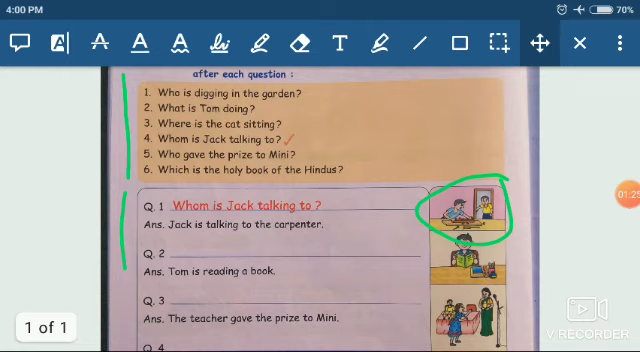 4:00 PM
70%
A
A
A
A
T
after each question :
1. Who is digging in the garden?
2. What is Tom doing?
3. Where is the cat sitting?
4. Whom is Jack talking to?
5. Who gave the prize to Mini?
6. Which is the holy book of the Hindus?
01:25
Q. 1 Whom is Jack talking to ?
Ans. Jack is talking to the carpenter.
Q. 2
Ans. Tom is reading a book.
Q. 3
Ans. The teacher gave the prize to Mini.
Q. 4
1 of 1
V RECORDER